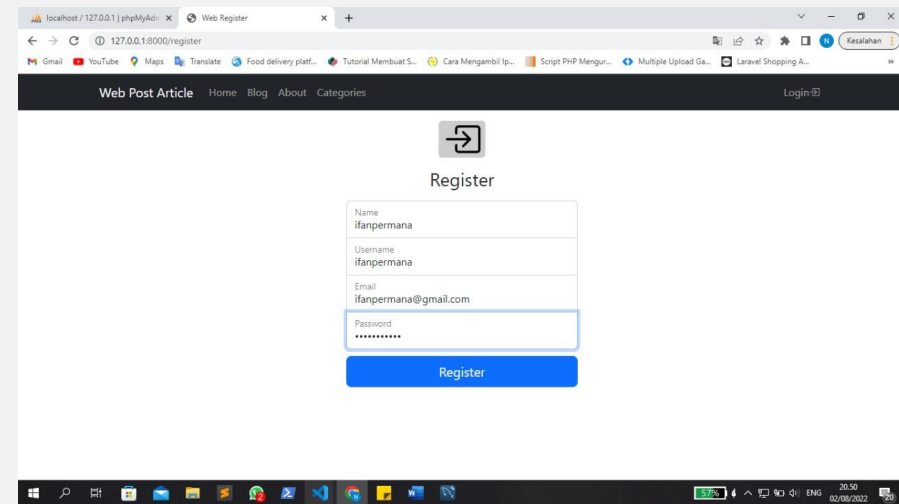 localhost / 127.0.0.1 | phpMyAdm
Web Register
127.0.0.1:8000/register
N
Kesalahan
Gmail
YouTube
Maps
Translate
Food delivery platf...
Tutorial Membuat S...
Cara Mengambil Ip...
Script PHP Mengur...
Multiple Upload Ga...
Laravel Shopping A...
Web Post Article Home Blog About Categories Login
Register
Name
ifanpermana
Username
ifanpermana
Email
ifanpermana@gmail.com
Password
Register
57%
ENG
20.50
02/08/2022
20